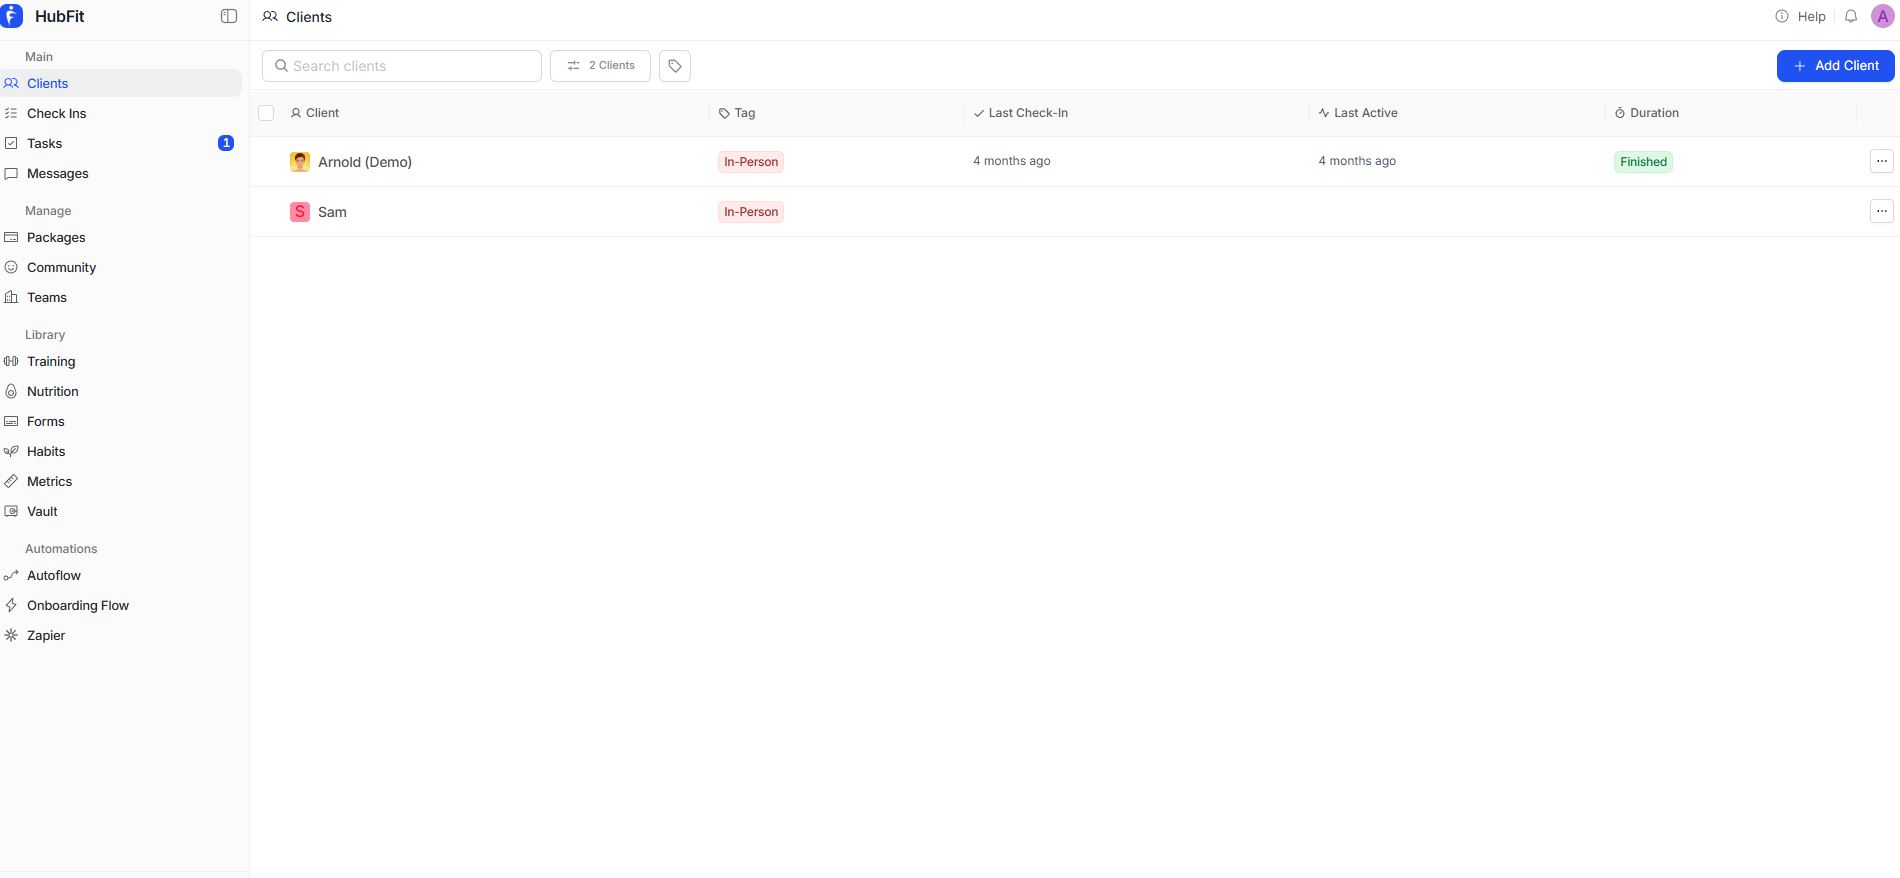 HubFit
Clients
Help
A
Main
Clients
Check Ins
Tasks 1
Messages
Manage
Packages
Community
Teams
Library
Training
Nutrition
Forms
Habits
Metrics
Vault
Automations
Autoflow
Onboarding Flow
Zapier
Search clients
2 Clients
Add Client
Client Tag Last Check-In Last Active Duration
Arnold (Demo) In-Person 4 months ago 4 months ago Finished
S Sam In-Person